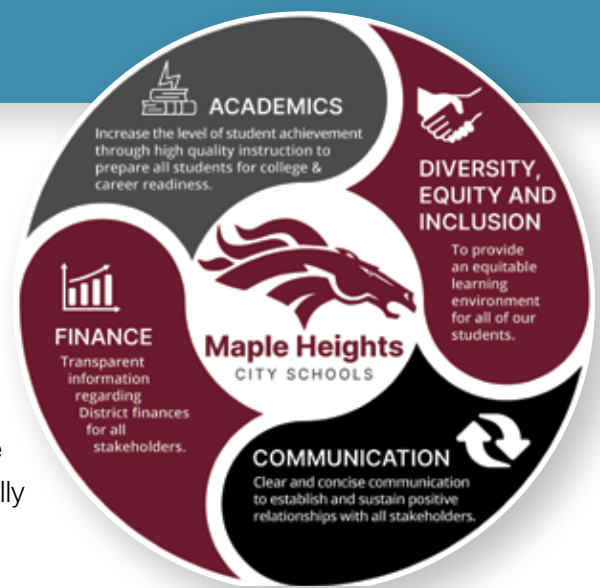 ACADEMICS
Increase the level of student achievement
through high quality instruction to
prepare all students for college &
career readiness.
DIVERSITY,
EQUITY AND
INCLUSION
To provide
an equitable
learning
environment
for all of our
students.
FINANCE
Transparent
information
regarding
District finances
for all
stakeholders.
Maple Heights
CITY SCHOOLS
COMMUNICATION
Clear and concise communication
to establish and sustain positive
relationships with all stakeholders.
lly